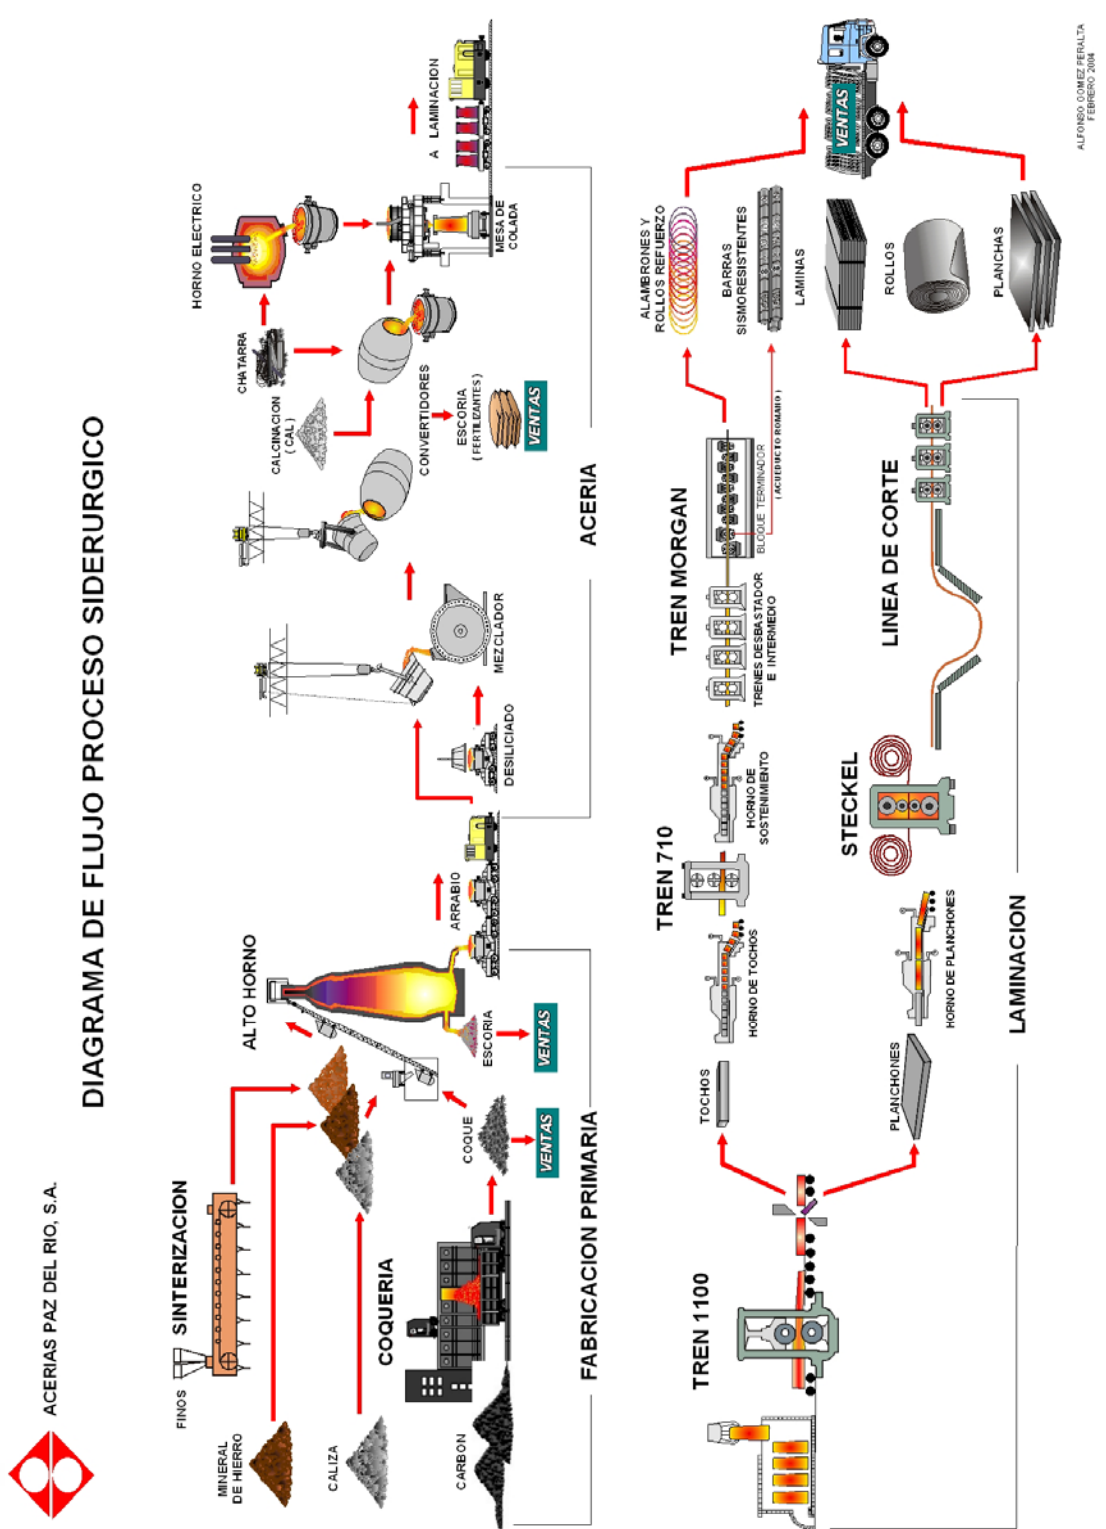 ACERIAS PAZ DEL RIO, S.A.
DIAGRAMA DE FLUJO PROCESO SIDERURGICO
FINOS
SINTERIZACION
MINERAL
DE HIERRO
CALIZA
CARBON
COQUERIA
COQUE
VENTAS
ALTO HORNO
ESCORIA
VENTAS
FABRICACION PRIMARIA
ARRABIO
DESILICIADO
MEZCLADOR
CALCINACION
( CAL )
CHATARRA
CONVERTIDORES
ESCORIA
( FERTILIZANTES )
VENTAS
HORNO ELECTRICO
MESA DE
COLADA
A LAMINACION
ACERIA
TREN 1100
TOCHOS
PLANCHONES
HORNO DE TOCHOS
TREN 710
HORNO DE
SOSTENIMIENTO
TREN MORGAN
TRENES DESBASTADOR
E INTERMEDIO
BLOQUE TERMINADOR
( ACUEDUCTO ROMANO )
HORNO DE PLANCHONES
STECKEL
LINEA DE CORTE
ALAMBRONES Y
ROLLOS REFUERZO
BARRAS
SISMORESISTENTES
LAMINAS
ROLLOS
PLANCHAS
VENTAS
LAMINACION
ALFONSO GOMEZ PERALTA
FEBRERO 2004